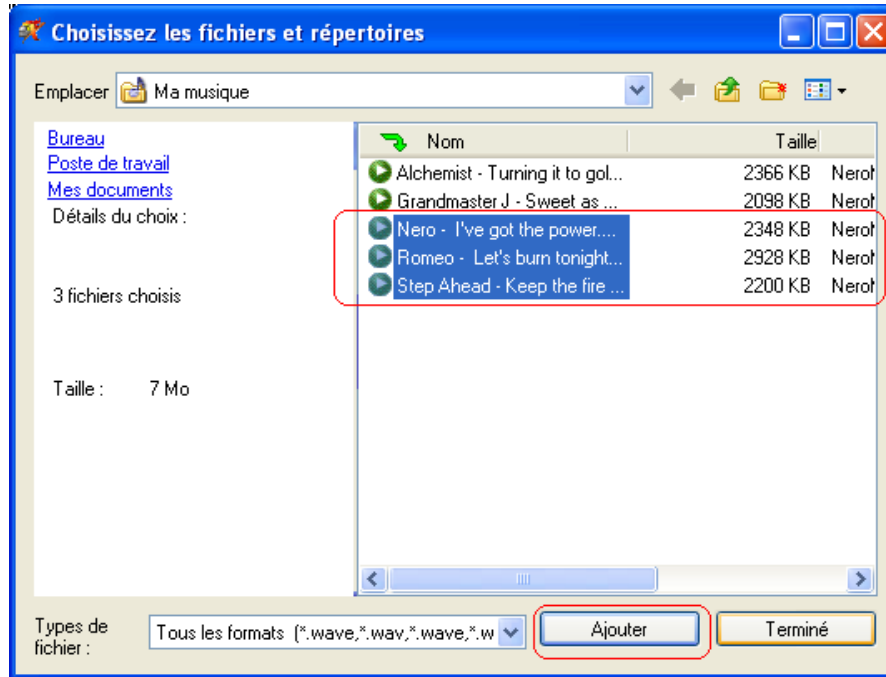 Choisissez les fichiers et répertoires
Emplacer Ma musique
Bureau
Poste de travail
Mes documents
Détails du choix :
3 fichiers choisis
Taille : 7 Mo
Nom Taille
Alchemist - Turning it to gol... 2366 KB
Grandmaster J - Sweet as ... 2098 KB
Nero - I've got the power.... 2348 KB
Romeo - Let's burn tonight... 2928 KB
Step Ahead - Keep the fire ... 2200 KB
Types de
fichier :
Tous les formats (*.wave,*.wav,*.wave,*.w
Ajouter
Terminé